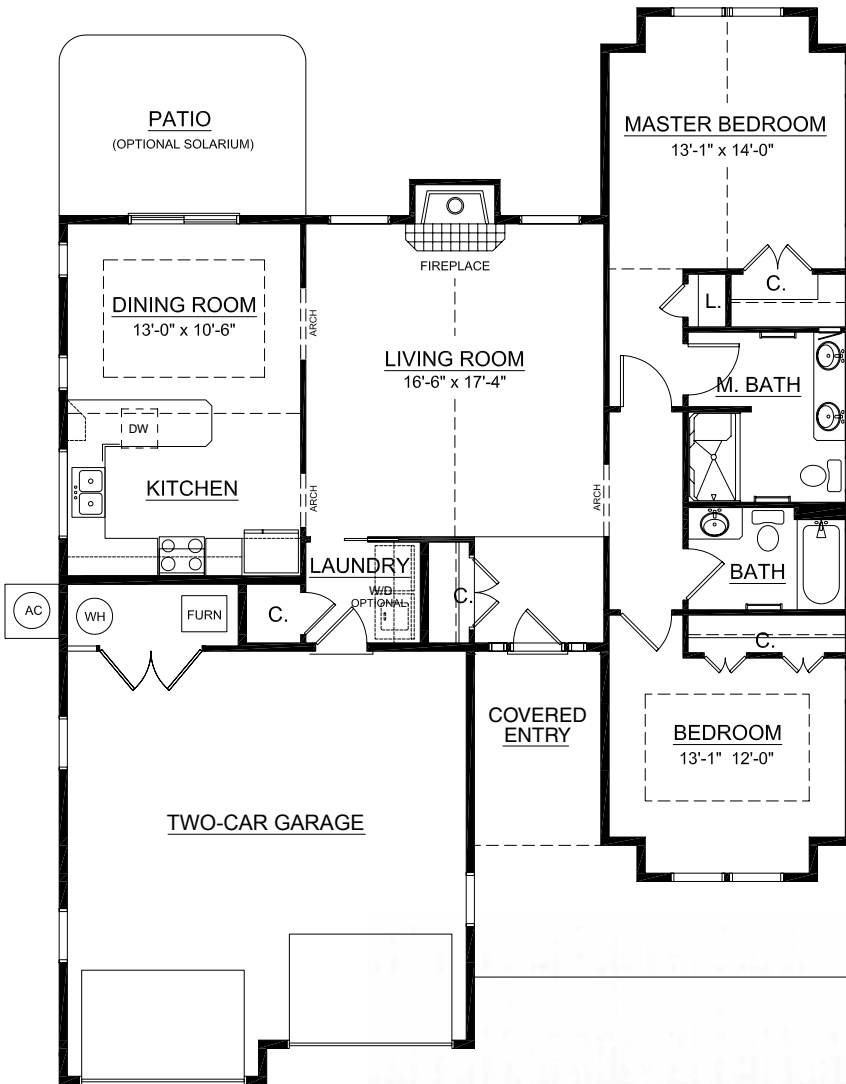 PATIO
(OPTIONAL SOLARIUM)
MASTER BEDROOM
13'-1" x 14'-0"
FIREPLACE
C.
L.
DINING ROOM
13'-0" x 10'-6"
ARCH
LIVING ROOM
16'-6" x 17'-4"
M. BATH
DW
KITCHEN
ARCH
ARCH
LAUNDRY
W/D
OPTIONAL
BATH
AC
WH
FURN
C.
C.
C.
COVERED
ENTRY
BEDROOM
13'-1" 12'-0"
TWO-CAR GARAGE